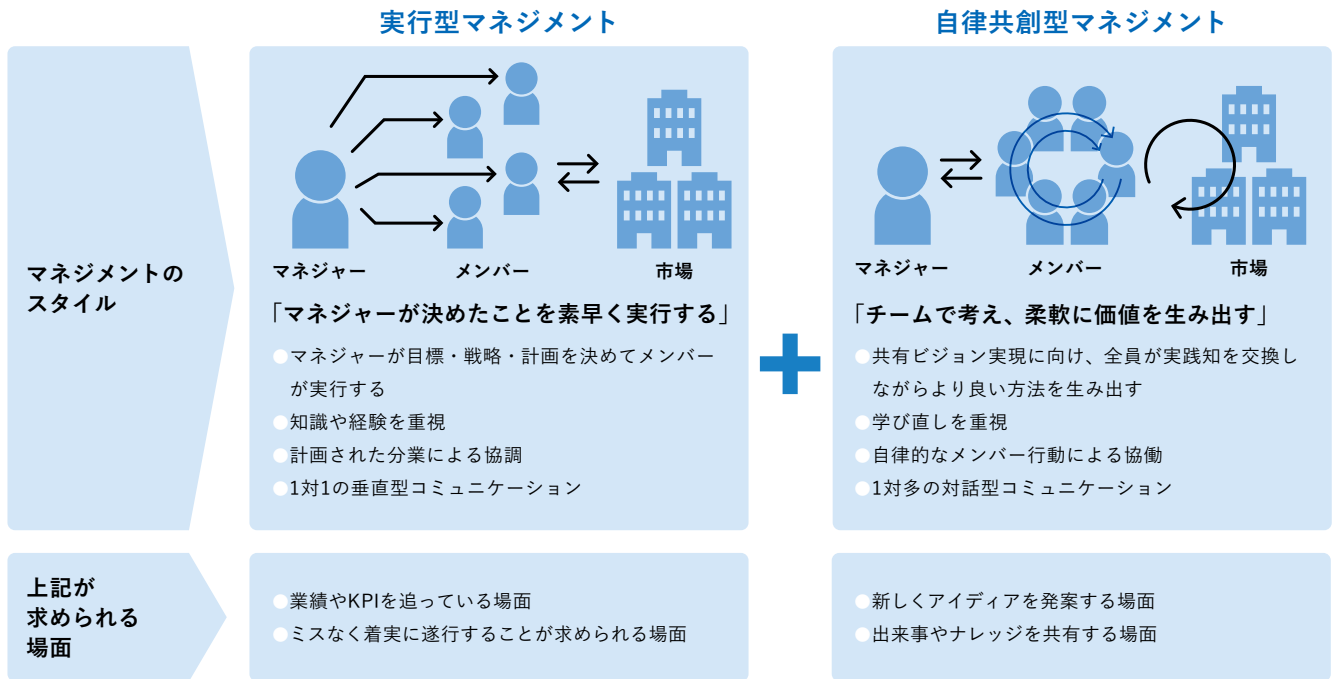 実行型マネジメント
自律共創型マネジメント
マネジメントの
スタイル
マネジャー
メンバー
市場
「マネジャーが決めたことを素早く実行する」
●マネジャーが目標・戦略・計画を決めてメンバー
が実行する
●知識や経験を重視
●計画された分業による協調
●1対1の垂直型コミュニケーション
マネジャー
メンバー
市場
「チームで考え、柔軟に価値を生み出す」
●共有ビジョン実現に向け、全員が実践知を交換し
ながらより良い方法を生み出す
●学び直しを重視
●自律的なメンバー行動による協働
●1対多の対話型コミュニケーション
上記が
求められる
場面
●業績やKPIを追っている場面
●ミスなく着実に遂行することが求められる場面
●新しくアイディアを発案する場面
●出来事やナレッジを共有する場面